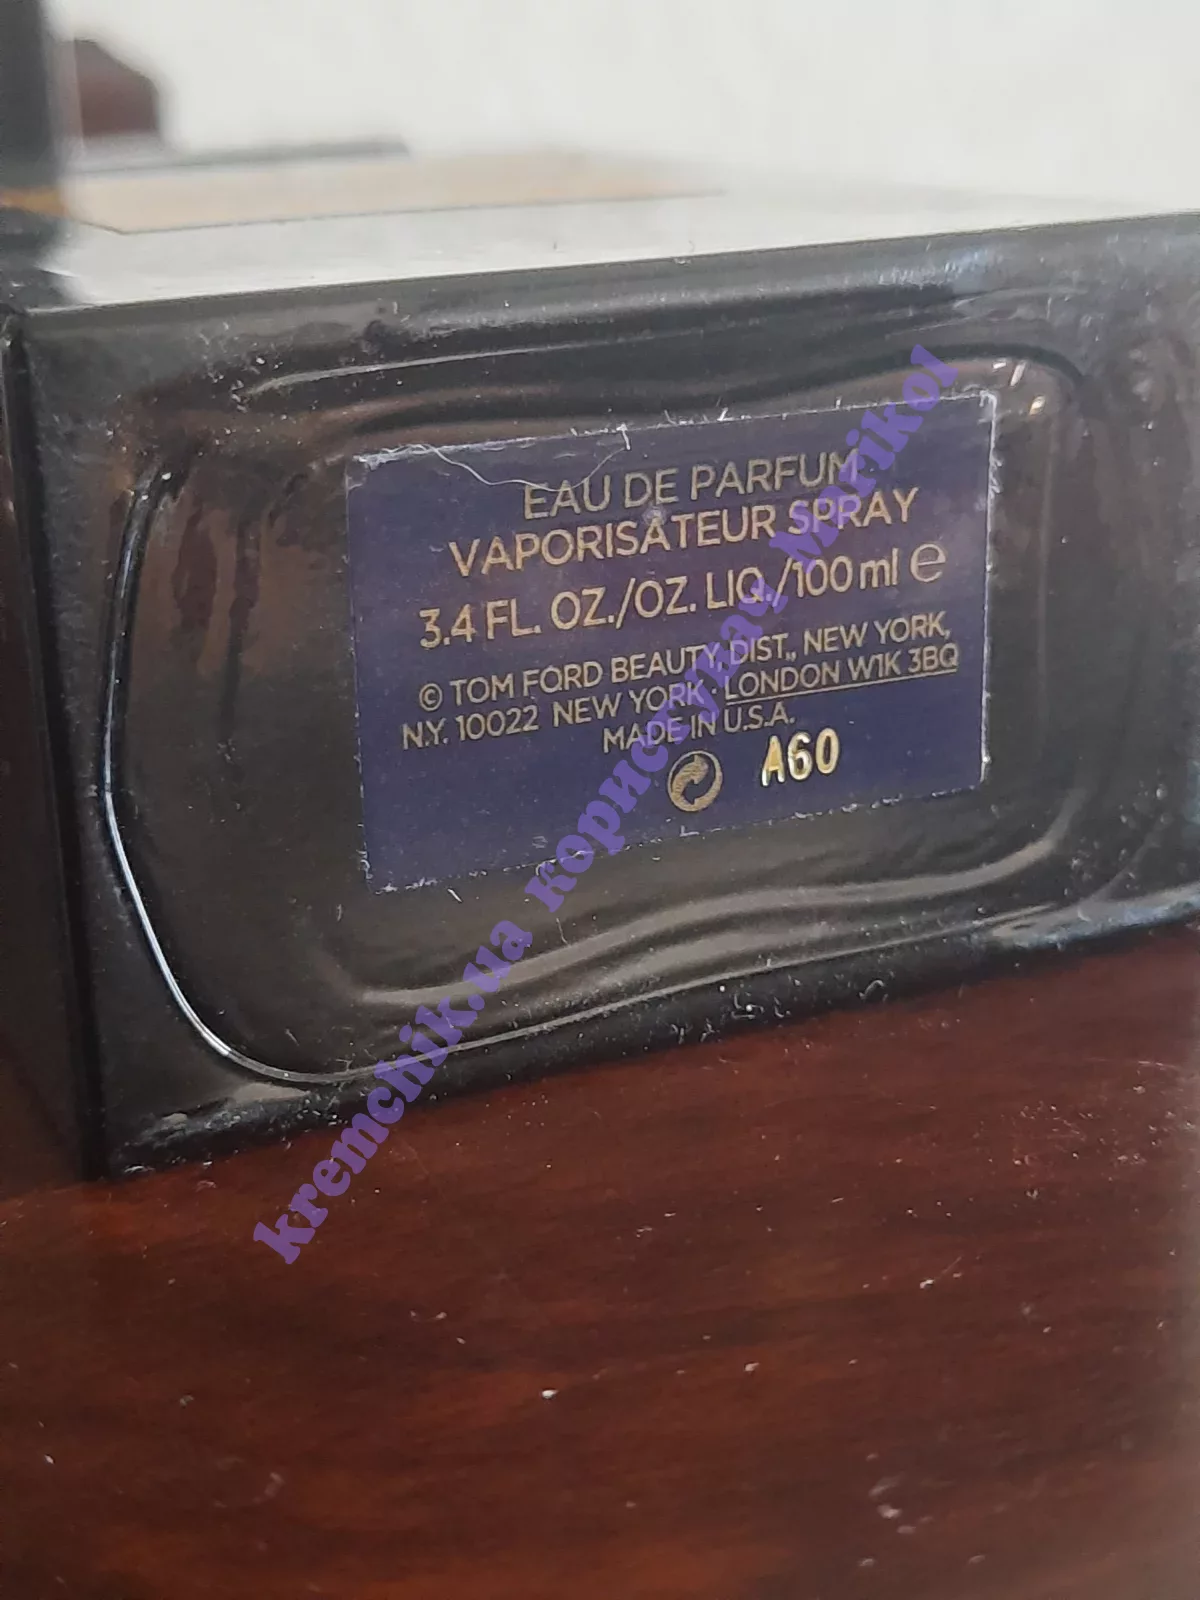 EAU DE PARFUM
VAPORISATEUR SPRAY
3.4 FL. OZ./OZ. LIQ./100 ml e
© TOM FORD BEAUTY, DIST., NEW YORK,
N.Y. 10022 NEW YORK · LONDON W1K 3BQ
MADE IN U.S.A.
A60
kremchik.ua користувач Marikol